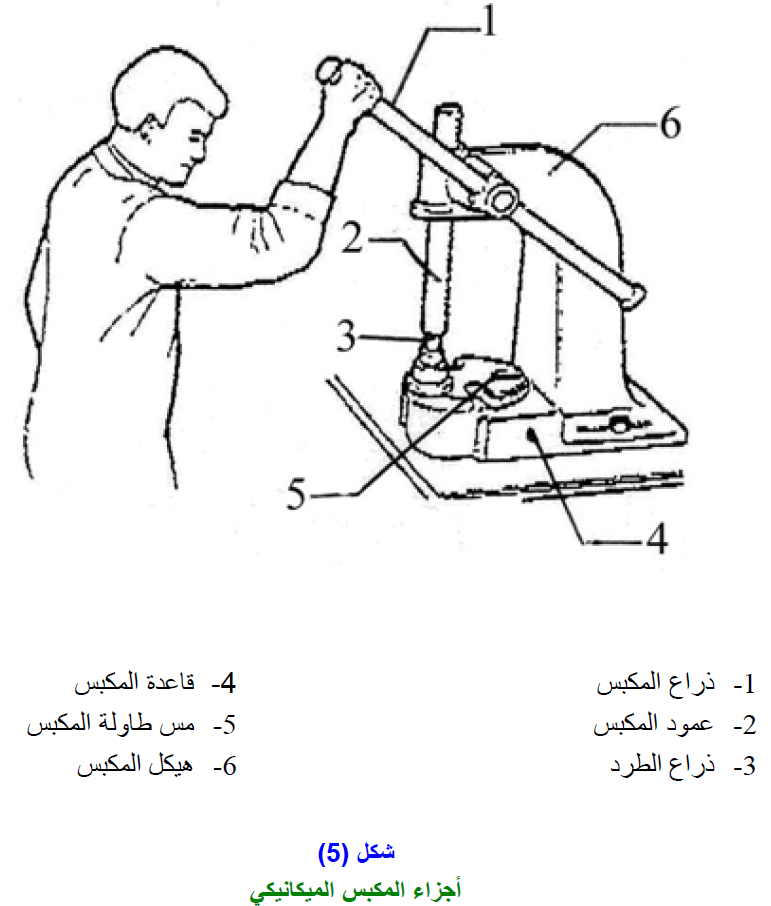 1
6
2
3
5
4
1- ذراع المكبس
4- قاعدة المكبس
2- عمود المكبس
5- مس طاولة المكبس
3- ذراع الطرد
6- هيكل المكبس
شكل (5)
أجزاء المكبس الميكانيكي